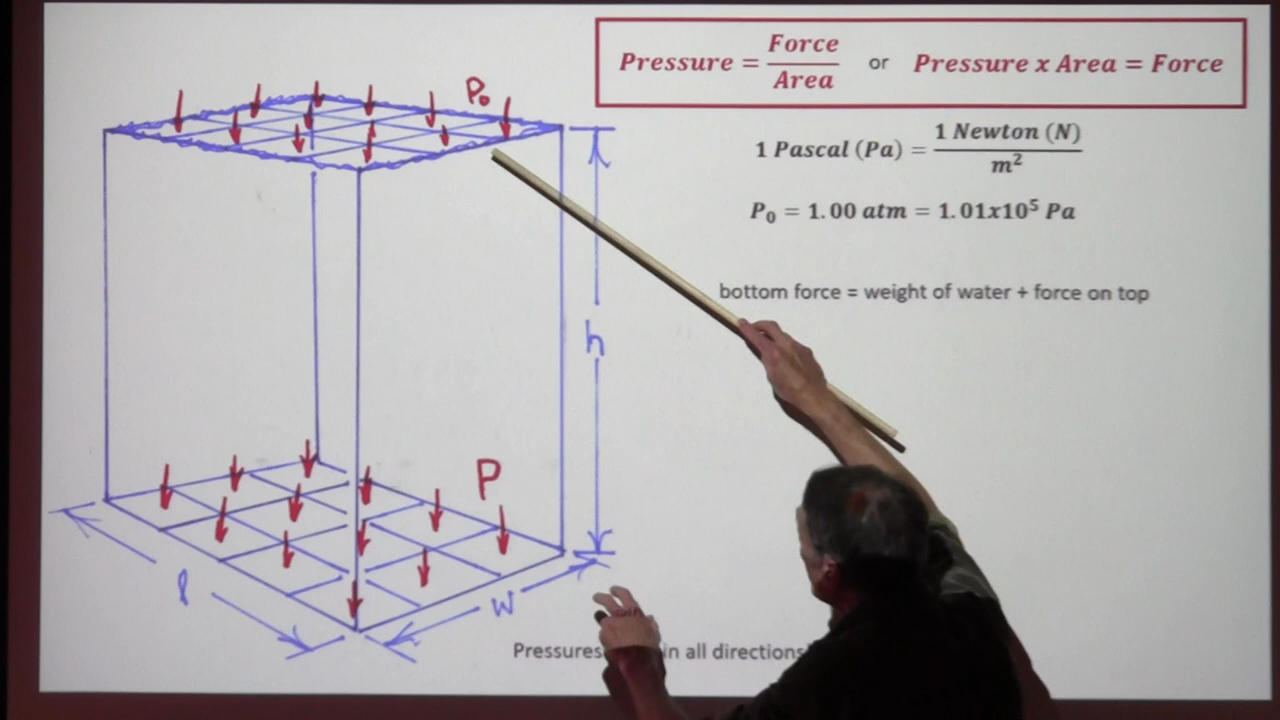 Pressure = Force / Area or Pressure x Area = Force
1 Pascal (Pa) = 1 Newton (N) / m²
P₀ = 1.00 atm = 1.01x10⁵ Pa
bottom force = weight of water + force on top
P₀
h
P
l
w
Pressures in all directions